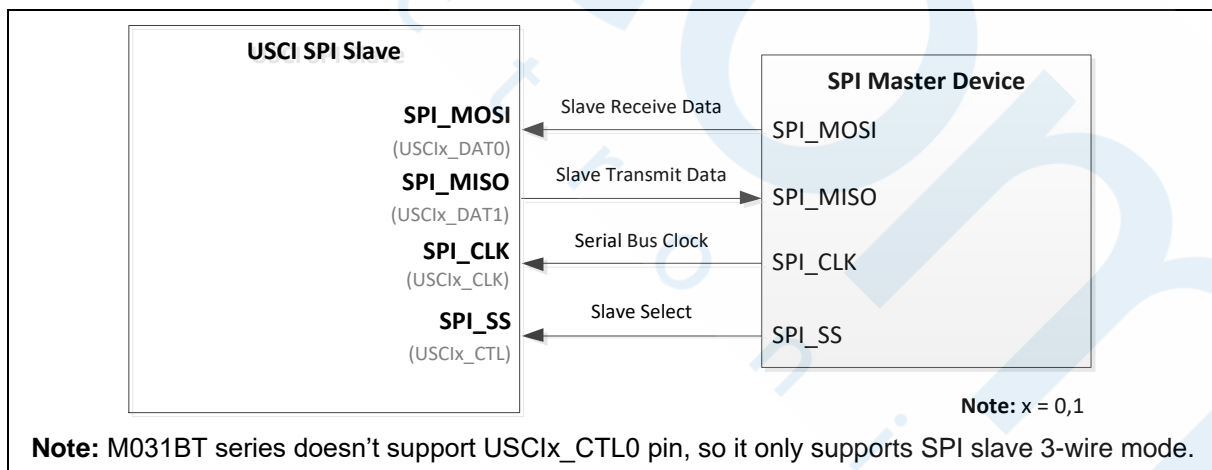 USCI SPI Slave
SPI Master Device
SPI_MOSI
(USCIx_DAT0)
Slave Receive Data
SPI_MOSI
SPI_MISO
(USCIx_DAT1)
Slave Transmit Data
SPI_MISO
SPI_CLK
(USCIx_CLK)
Serial Bus Clock
SPI_CLK
SPI_SS
(USCIx_CTL)
Slave Select
SPI_SS
Note: x = 0,1
Note: M031BT series doesn’t support USCIx_CTL0 pin, so it only supports SPI slave 3-wire mode.